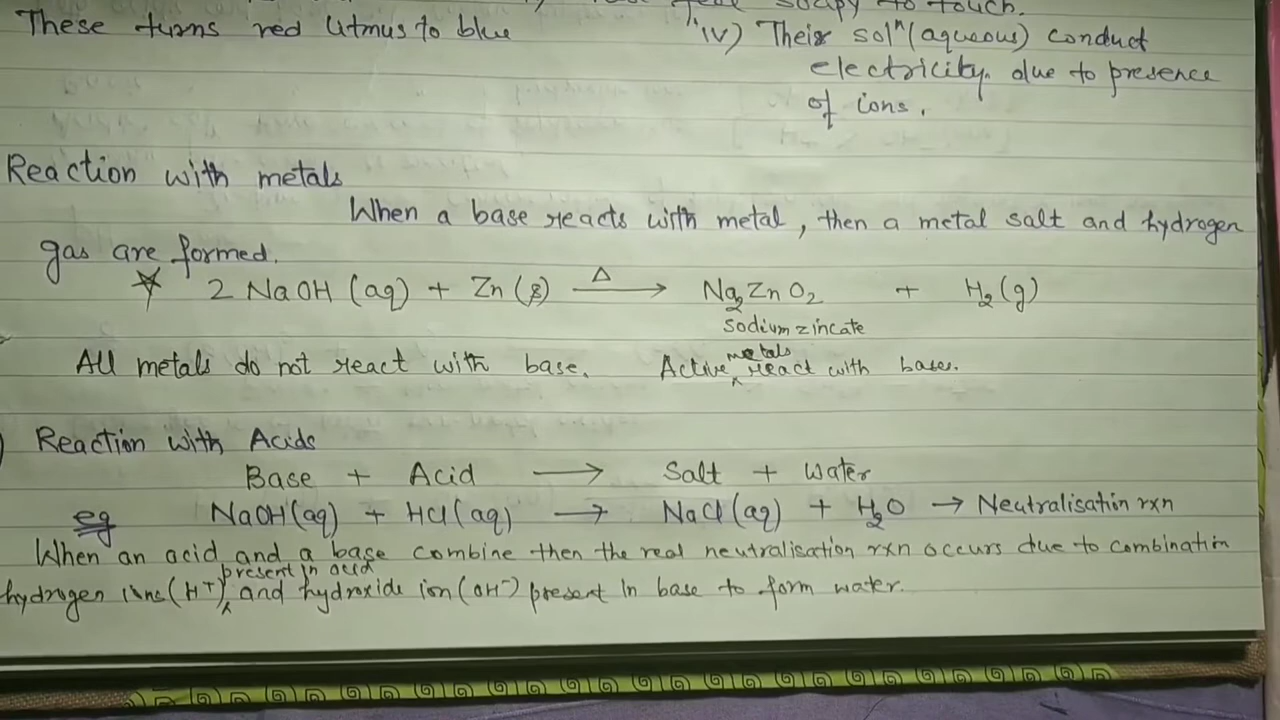 soapy to touch.
These turns red litmus to blue
iv) Their solⁿ (aqueous) conduct
electricity. due to presence
of ions.
Reaction with metals
When a base reacts with metal, then a metal salt and hydrogen
gas are formed.
☆ 2 NaOH (aq) + Zn (s) —Δ→ Na₂ZnO₂ + H₂(g)
sodium zincate
All metals do not react with base. Active metals react with bases.
) Reaction with Acids
Base + Acid → Salt + Water
eg NaOH(aq) + HCl(aq) → NaCl(aq) + H₂O → Neutralisation rxn
When an acid and a base combine then the real neutralisation rxn occurs due to combinatin
hydrogen ions (H⁺) present in acid and hydroxide ion (OH⁻) present in base to form water.